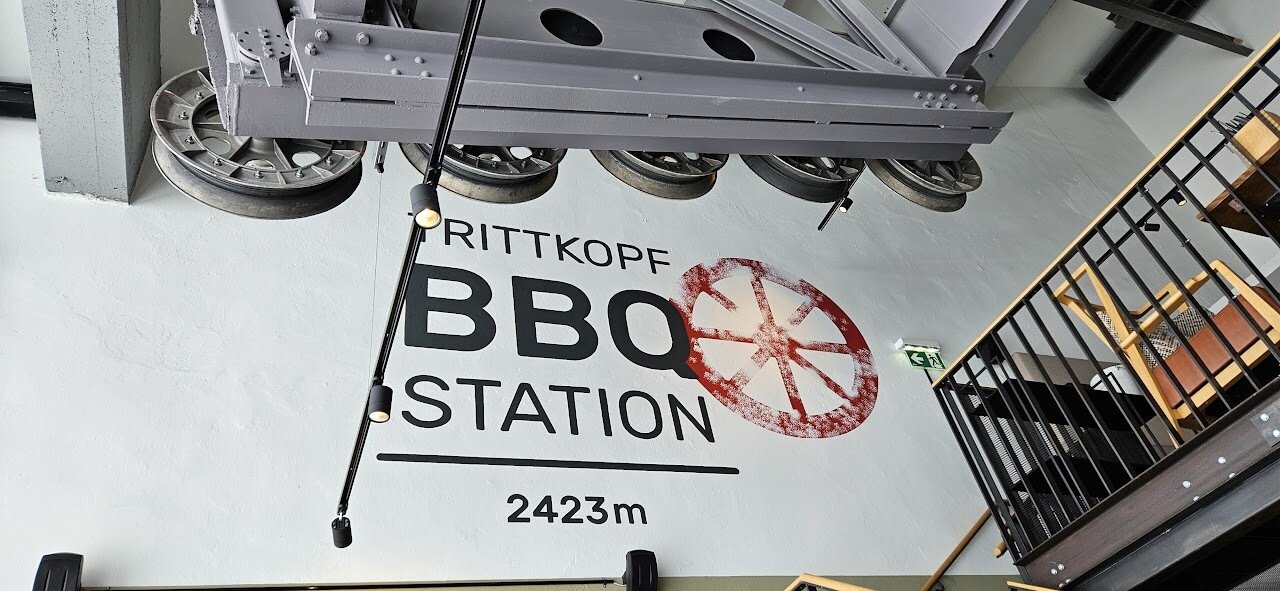 TRITTKOPF
BBQ
STATION
2423m